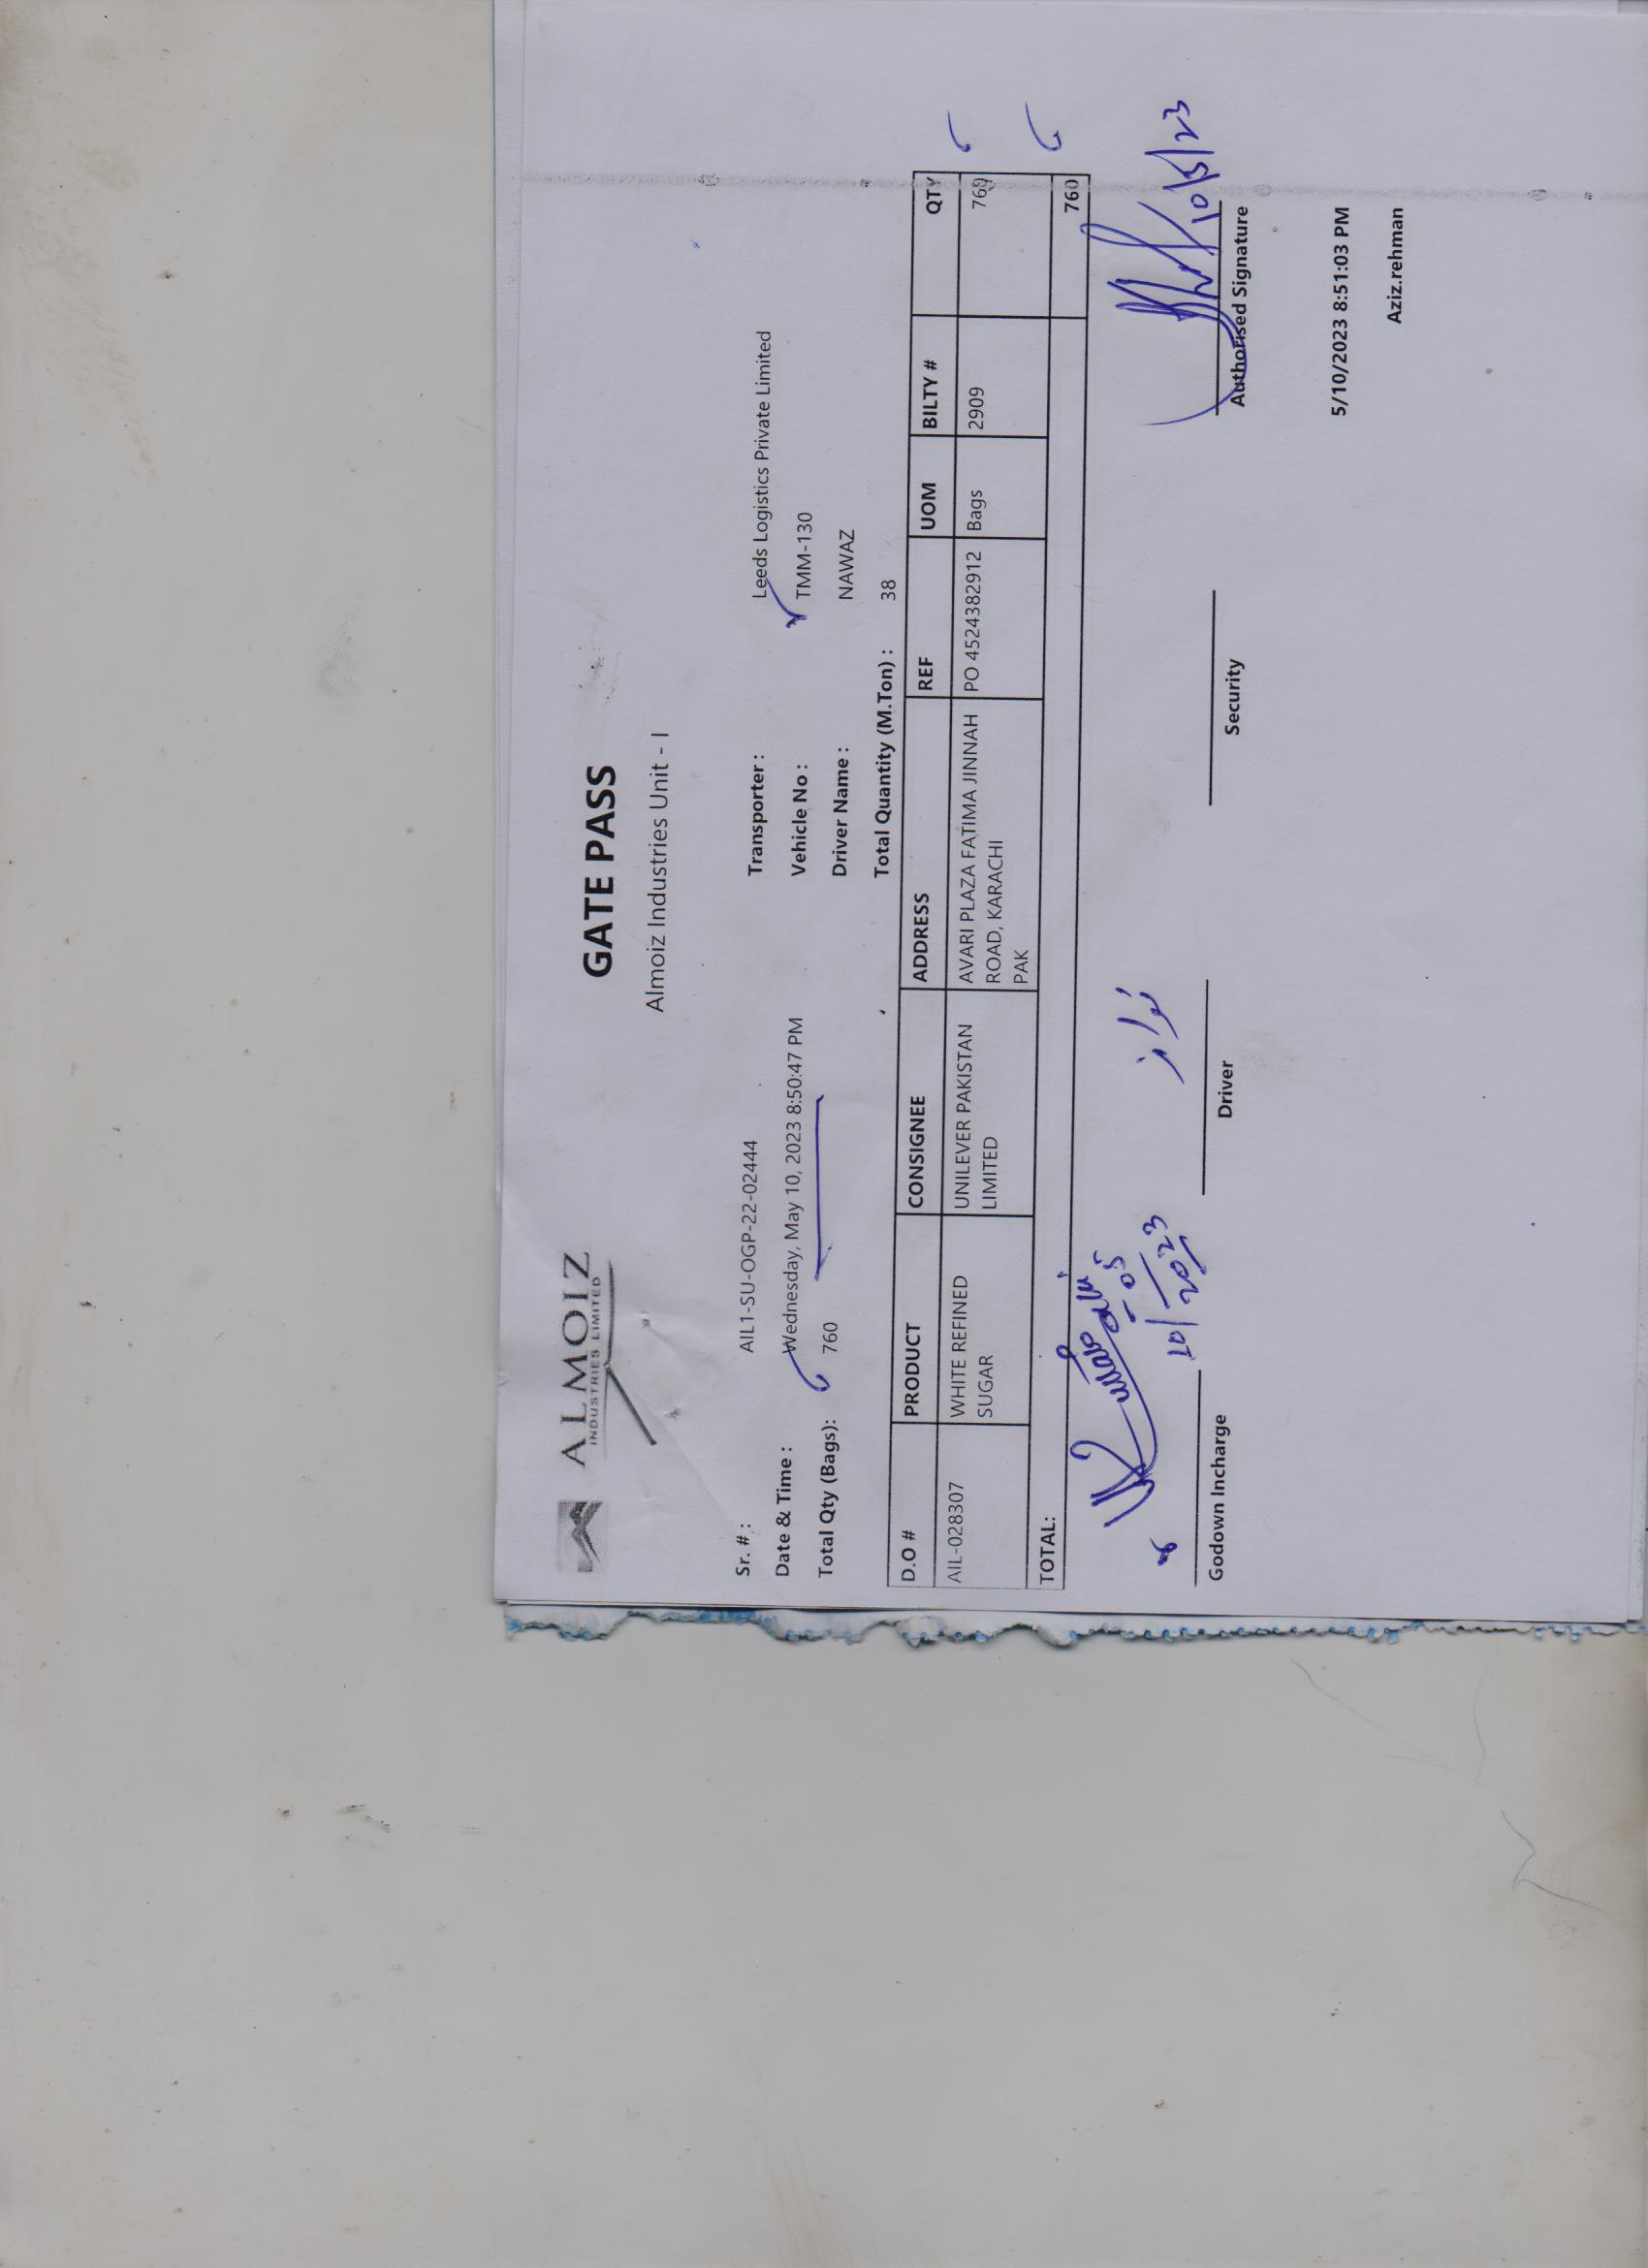 ALMOIZ
INDUSTRIES LIMITED
GATE PASS
Almoiz Industries Unit - I
Sr. # : AIL1-SU-OGP-22-02444 Transporter : Leeds Logistics Private Limited
Date & Time : Wednesday, May 10, 2023 8:50:47 PM Vehicle No : TMM-130
Total Qty (Bags): 760 Driver Name : NAWAZ
Total Quantity (M.Ton) : 38
D.O # PRODUCT CONSIGNEE ADDRESS REF UOM BILTY # QTY
AIL-028307 WHITE REFINED UNILEVER PAKISTAN AVARI PLAZA FATIMA JINNAH PO 4524382912 Bags 2909 760
SUGAR LIMITED ROAD, KARACHI
PAK
TOTAL: 760
10/05/2023 نواز 10/5/23
Godown Incharge Driver Security Authorised Signature
5/10/2023 8:51:03 PM
Aziz.rehman